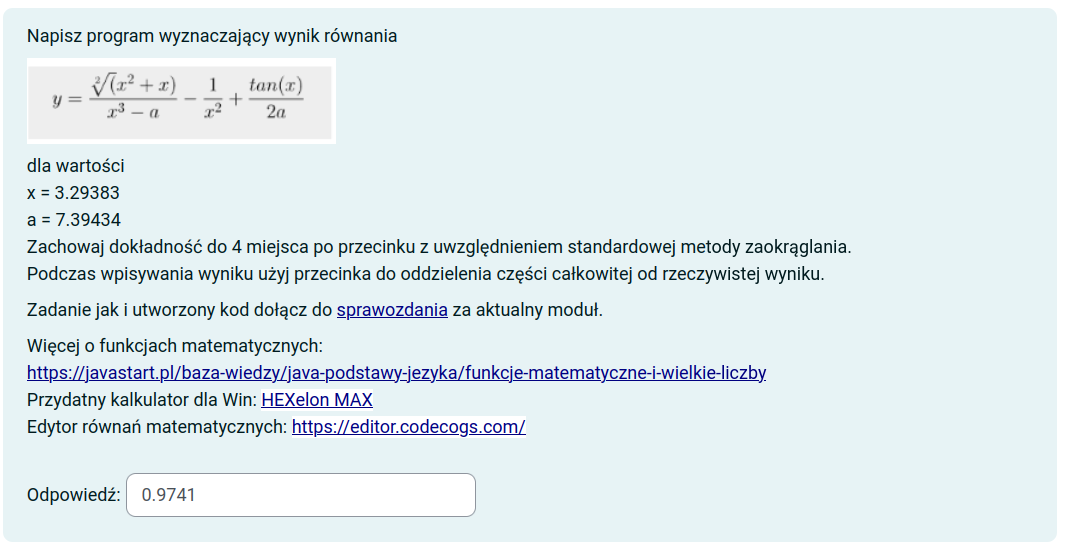 Napisz program wyznaczający wynik równania
y = \frac{\sqrt[2](x^2 + x)}{x^3 - a} - \frac{1}{x^2} + \frac{tan(x)}{2a}
dla wartości
x = 3.29383
a = 7.39434
Zachowaj dokładność do 4 miejsca po przecinku z uwzględnieniem standardowej metody zaokrąglania.
Podczas wpisywania wyniku użyj przecinka do oddzielenia części całkowitej od rzeczywistej wyniku.
Zadanie jak i utworzony kod dołącz do sprawozdania za aktualny moduł.
Więcej o funkcjach matematycznych:
https://javastart.pl/baza-wiedzy/java-podstawy-jezyka/funkcje-matematyczne-i-wielkie-liczby
Przydatny kalkulator dla Win: HEXelon MAX
Edytor równań matematycznych: https://editor.codecogs.com/
Odpowiedź: 0.9741